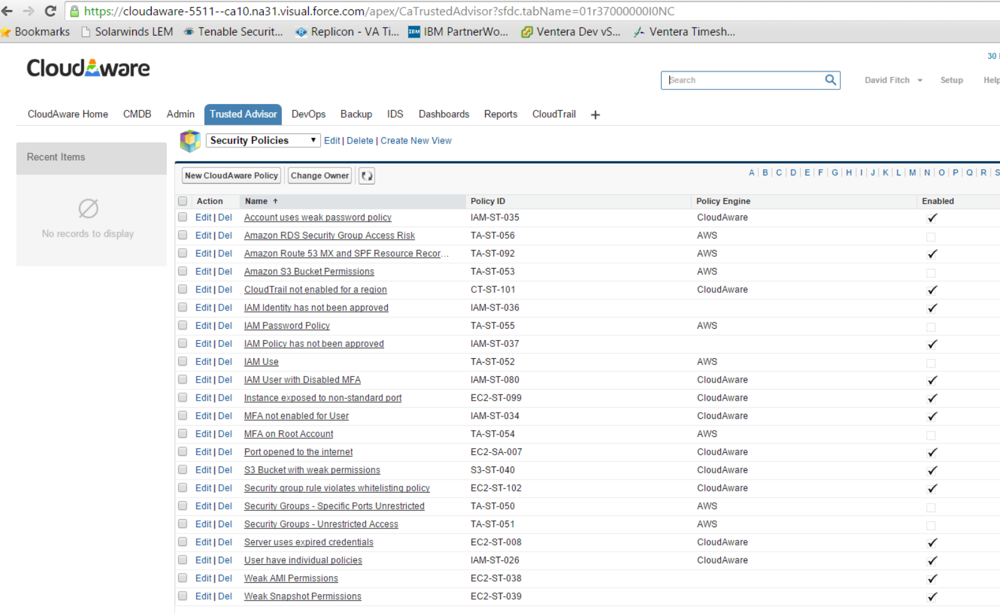 https://cloudaware-5511--ca10.na31.visual.force.com/apex/CaTrustedAdvisor?sfdc.tabName=01r37000000I0NC
Bookmarks Solarwinds LEM Tenable Securit... Replicon - VA Ti... IBM IBM PartnerWo... Ventera Dev vS... Ventera Timesh...
30
CloudAware
Search David Fitch Setup Help
CloudAware Home CMDB Admin Trusted Advisor DevOps Backup IDS Dashboards Reports CloudTrail +
Security Policies Edit | Delete | Create New View
Recent Items
No records to display
New CloudAware Policy Change Owner A | B | C | D | E | F | G | H | I | J | K | L | M | N | O | P | Q | R | S
Action Name ↑ Policy ID Policy Engine Enabled
Edit | Del Account uses weak password policy IAM-ST-035 CloudAware
Edit | Del Amazon RDS Security Group Access Risk TA-ST-056 AWS
Edit | Del Amazon Route 53 MX and SPF Resource Recor... TA-ST-092 AWS
Edit | Del Amazon S3 Bucket Permissions TA-ST-053 AWS
Edit | Del CloudTrail not enabled for a region CT-ST-101 CloudAware
Edit | Del IAM Identity has not been approved IAM-ST-036
Edit | Del IAM Password Policy TA-ST-055 AWS
Edit | Del IAM Policy has not been approved IAM-ST-037
Edit | Del IAM Use TA-ST-052 AWS
Edit | Del IAM User with Disabled MFA IAM-ST-080 CloudAware
Edit | Del Instance exposed to non-standard port EC2-ST-099 CloudAware
Edit | Del MFA not enabled for User IAM-ST-034 CloudAware
Edit | Del MFA on Root Account TA-ST-054 AWS
Edit | Del Port opened to the internet EC2-SA-007 CloudAware
Edit | Del S3 Bucket with weak permissions S3-ST-040 CloudAware
Edit | Del Security group rule violates whitelisting policy EC2-ST-102 CloudAware
Edit | Del Security Groups - Specific Ports Unrestricted TA-ST-050 AWS
Edit | Del Security Groups - Unrestricted Access TA-ST-051 AWS
Edit | Del Server uses expired credentials EC2-ST-008 CloudAware
Edit | Del User have individual policies IAM-ST-026 CloudAware
Edit | Del Weak AMI Permissions EC2-ST-038
Edit | Del Weak Snapshot Permissions EC2-ST-039